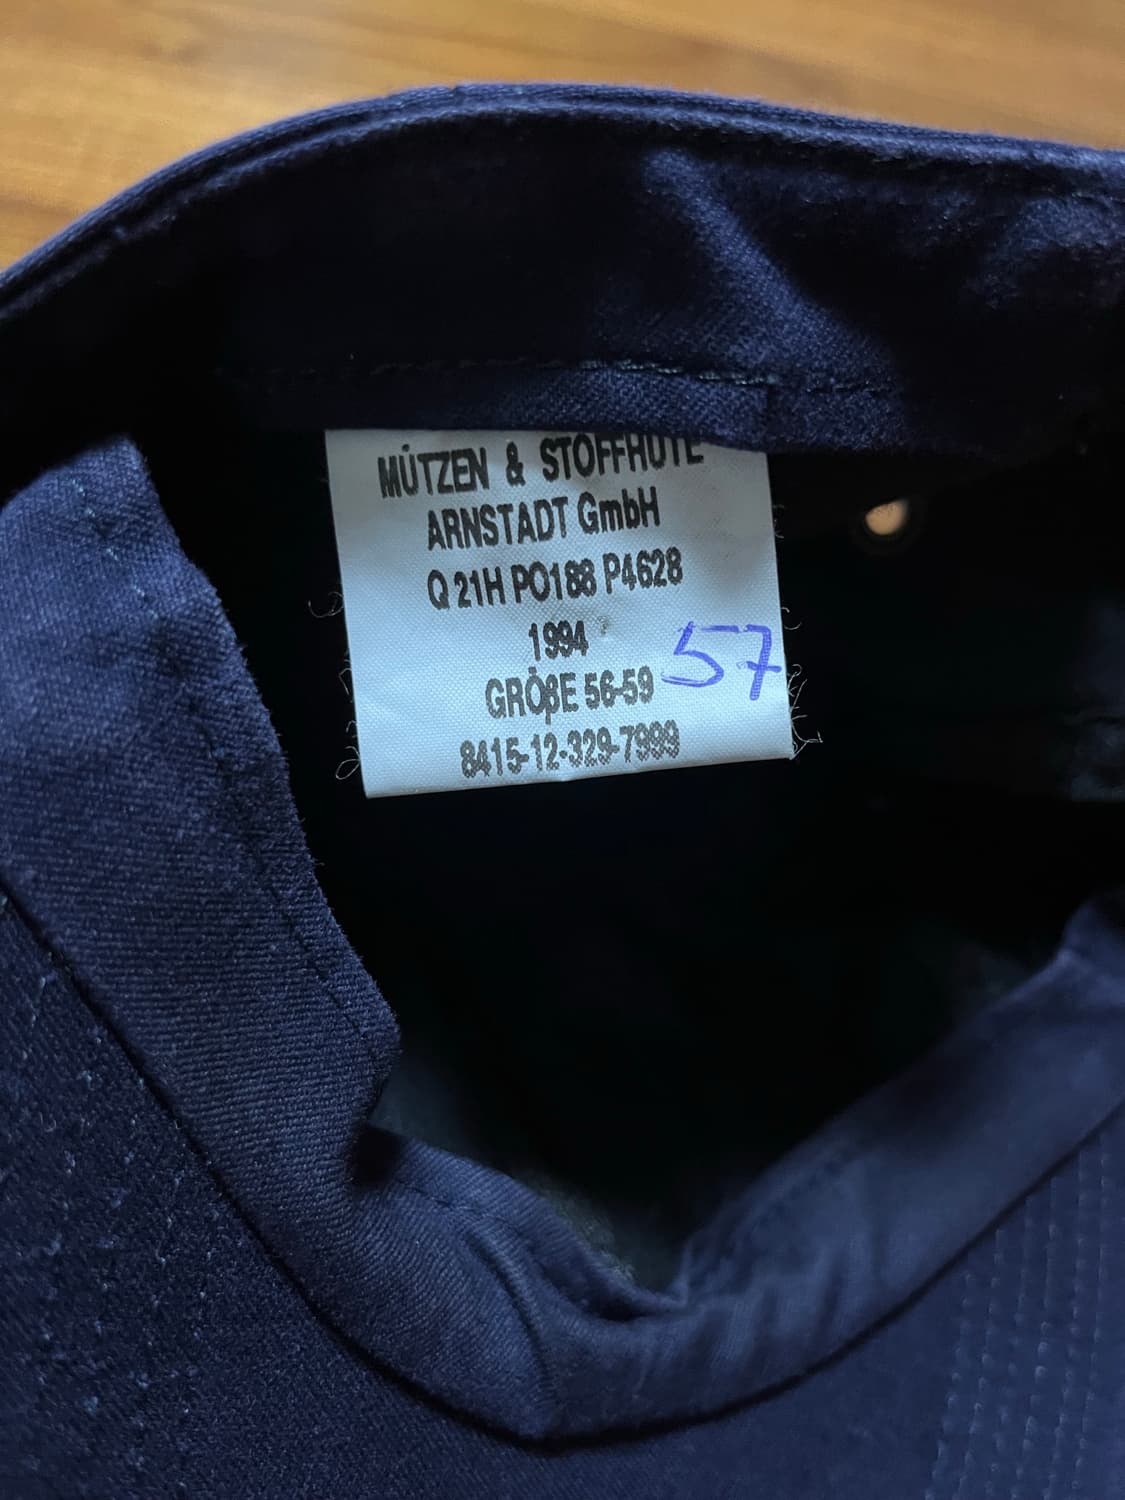 MÜTZEN & STOFFHÜTE
ARNSTADT GmbH
Q 21H PO188 P4628
1994
57
GRÖßE 56-59
8415-12-329-7999